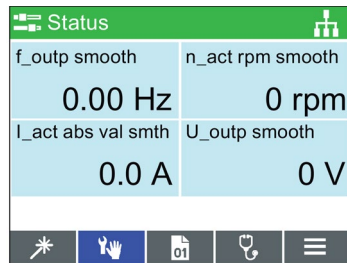 Status
f_outp smooth
n_act rpm smooth
0.00 Hz
0 rpm
I_act abs val smth
U_outp smooth
0.0 A
0 V
01